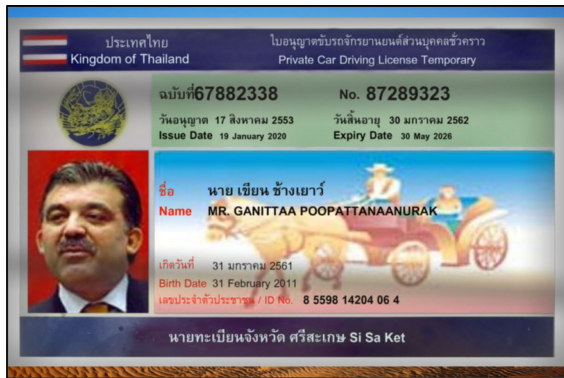 ประเทศไทย
Kingdom of Thailand
ใบอนุญาตขับรถจักรยานยนต์ส่วนบุคคลชั่วคราว
Private Car Driving License Temporary
ฉบับที่67882338 No. 87289323
วันอนุญาต 17 สิงหาคม 2553 วันสิ้นอายุ 30 มกราคม 2562
Issue Date 19 January 2020 Expiry Date 30 May 2026
ชื่อ นาย เขียน ช้างเยาว์
Name MR. GANITTAA POOPATTANAANURAK
เกิดวันที่ 31 มกราคม 2561
Birth Date 31 February 2011
เลขประจำตัวประชาชน / ID No. 8 5598 14204 06 4
นายทะเบียนจังหวัด ศรีสะเกษ Si Sa Ket